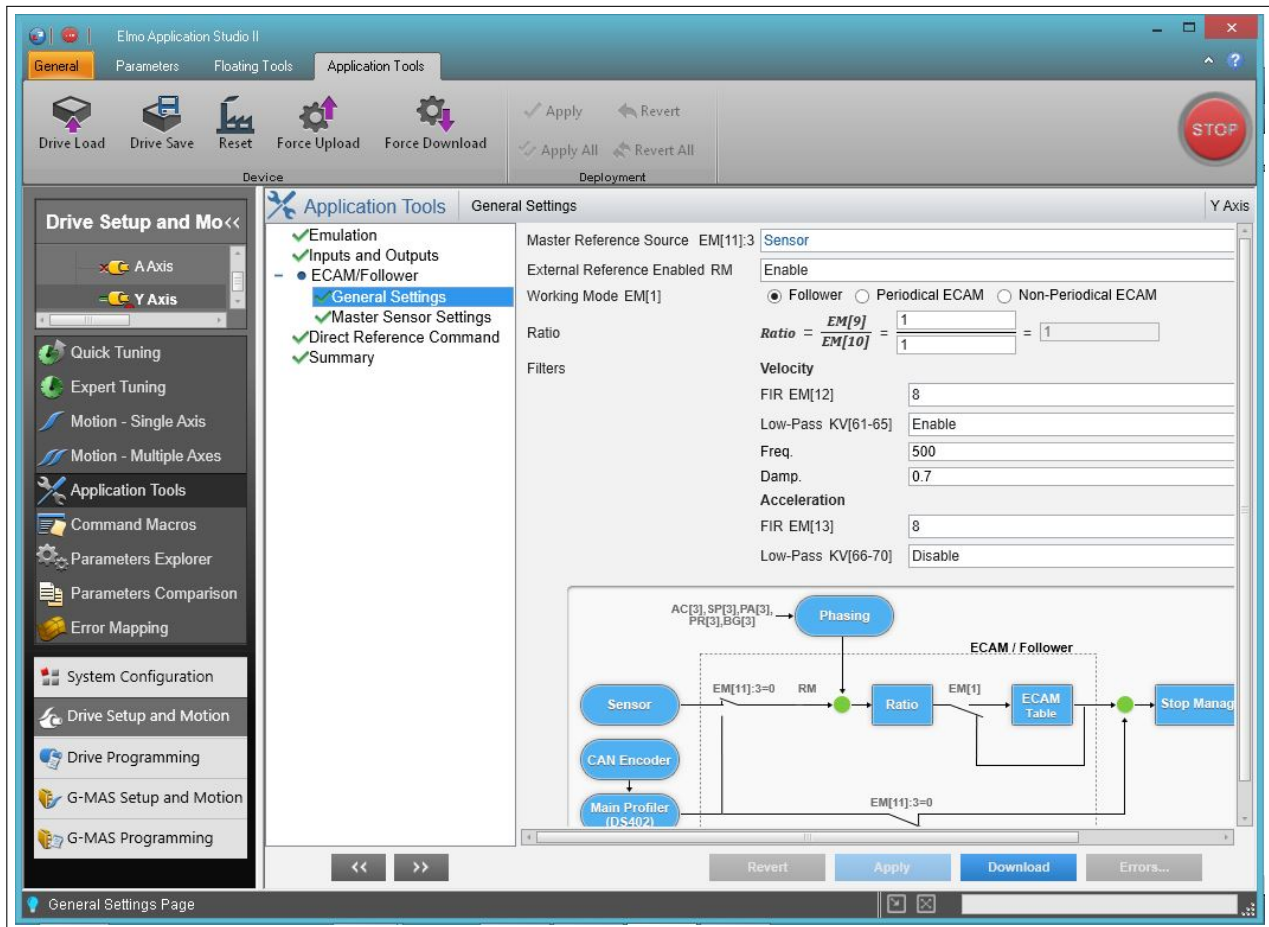 Elmo Application Studio II
General Parameters Floating Tools Application Tools
Drive Load Drive Save Reset Force Upload Force Download
Apply Revert
Apply All Revert All
STOP
Device Deployment
Drive Setup and Mo<<
A Axis
Y Axis
Quick Tuning
Expert Tuning
Motion - Single Axis
Motion - Multiple Axes
Application Tools
Command Macros
Parameters Explorer
Parameters Comparison
Error Mapping
System Configuration
Drive Setup and Motion
Drive Programming
G-MAS Setup and Motion
G-MAS Programming
Application Tools General Settings Y Axis
Emulation
Inputs and Outputs
ECAM/Follower
General Settings
Master Sensor Settings
Direct Reference Command
Summary
Master Reference Source EM[11]:3 Sensor
External Reference Enabled RM Enable
Working Mode EM[1] Follower Periodical ECAM Non-Periodical ECAM
Ratio Ratio = EM[9] / EM[10] = 1 / 1 = 1
Filters Velocity
FIR EM[12] 8
Low-Pass KV[61-65] Enable
Freq. 500
Damp. 0.7
Acceleration
FIR EM[13] 8
Low-Pass KV[66-70] Disable
AC[3],SP[3],PA[3],
PR[3],BG[3]
Phasing
ECAM / Follower
Sensor EM[11]:3=0 RM Ratio EM[1] ECAM
Table
Stop Manag
CAN Encoder
Main Profiler
(DS402)
EM[11]:3=0
<< >> Revert Apply Download Errors...
General Settings Page